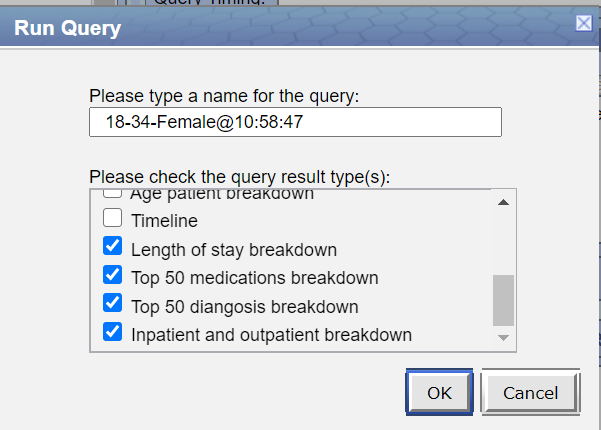 Query Timing:
Run Query
Please type a name for the query:
18-34-Female@10:58:47
Please check the query result type(s):
Age patient breakdown
Timeline
Length of stay breakdown
Top 50 medications breakdown
Top 50 diangosis breakdown
Inpatient and outpatient breakdown
OK Cancel